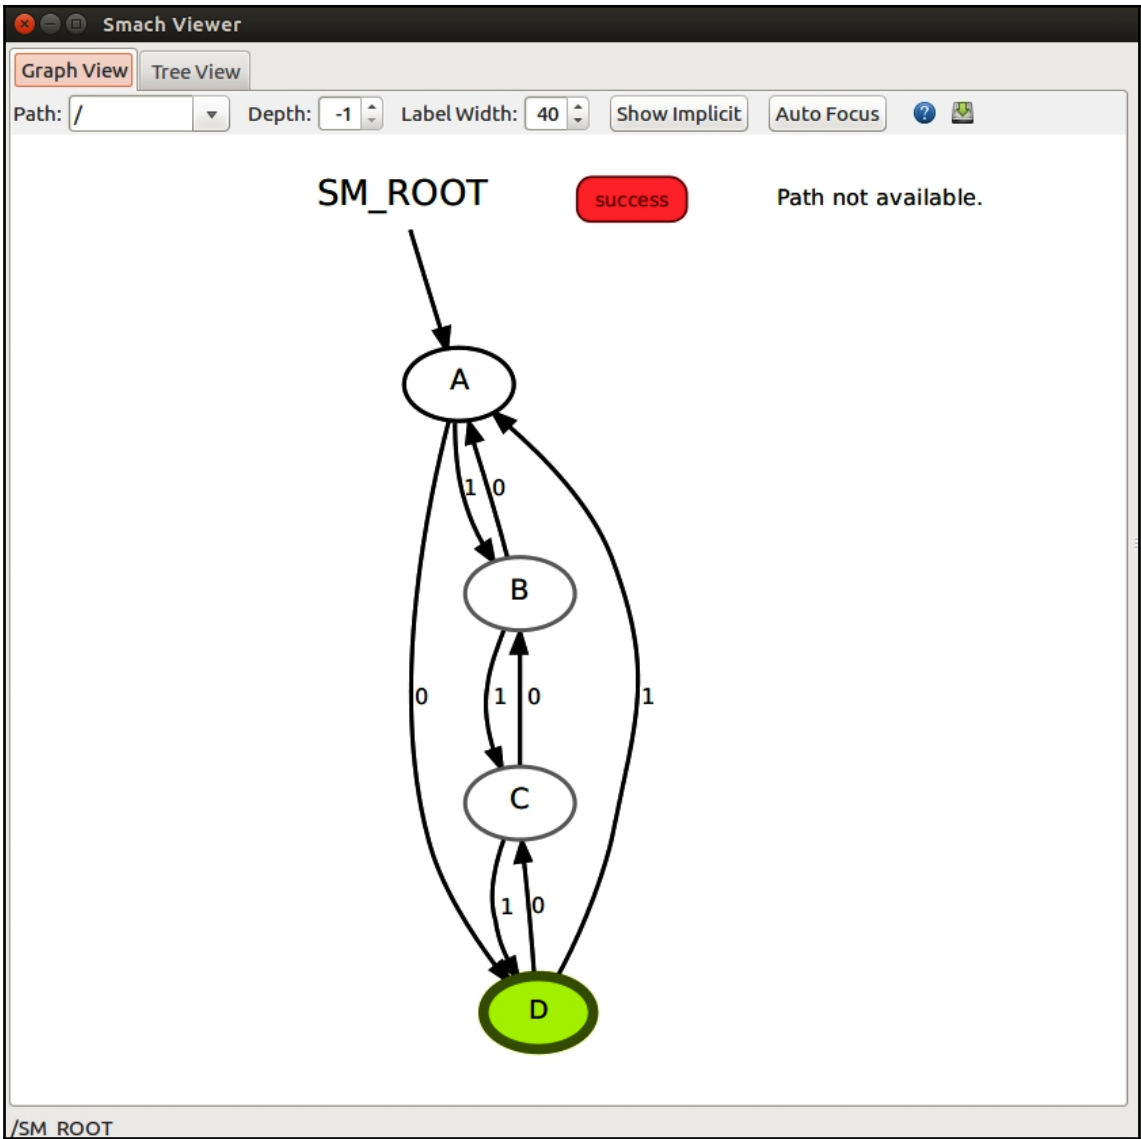 Smach Viewer
Graph View Tree View
Path: / Depth: -1 Label Width: 40 Show Implicit Auto Focus ?
SM_ROOT success Path not available.
A
1 0
B
0 1 0 1
C
1 0
D
/SM_ROOT